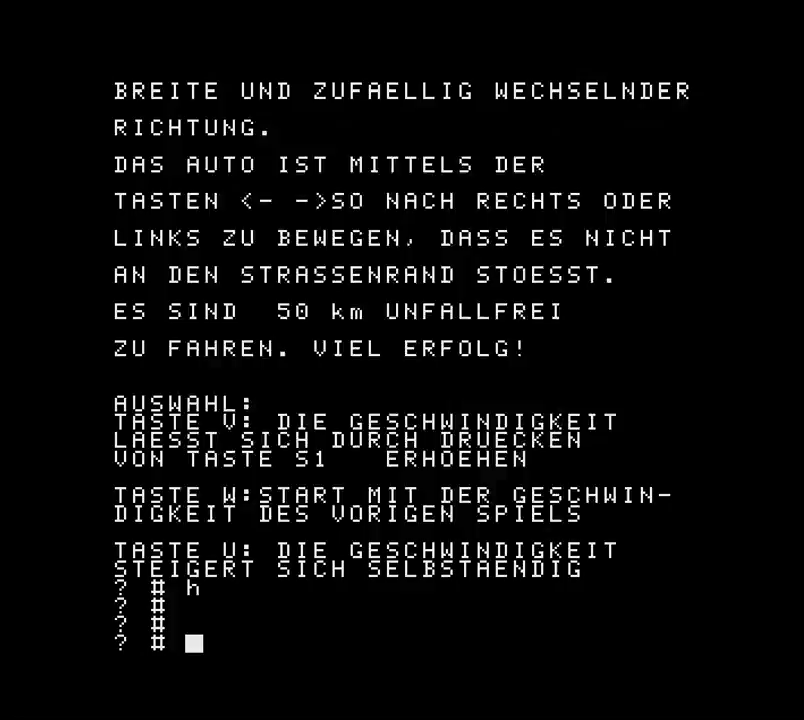 BREITE UND ZUFAELLIG WECHSELNDER
RICHTUNG.
DAS AUTO IST MITTELS DER
TASTEN <- ->SO NACH RECHTS ODER
LINKS ZU BEWEGEN, DASS ES NICHT
AN DEN STRASSENRAND STOESST.
ES SIND  50 km UNFALLFREI
ZU FAHREN. VIEL ERFOLG!
AUSWAHL:
TASTE V: DIE GESCHWINDIGKEIT
LAESST SICH DURCH DRUECKEN
VON TASTE S1   ERHOEHEN
TASTE W:START MIT DER GESCHWIN-
DIGKEIT DES VORIGEN SPIELS
TASTE U: DIE GESCHWINDIGKEIT
STEIGERT SICH SELBSTAENDIG
? # h
? #
? #
? #